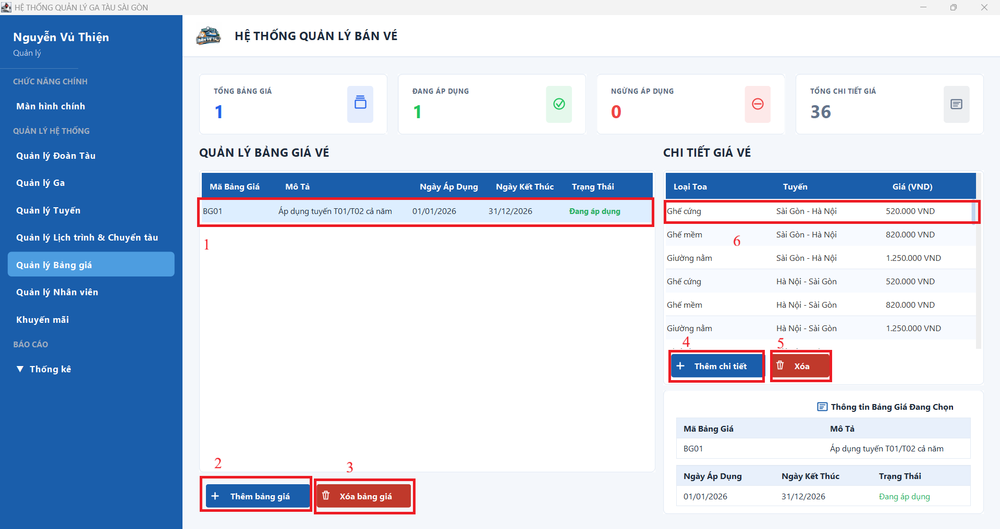 HỆ THỐNG QUẢN LÝ GA TÀU SÀI GÒN
Nguyễn Vủ Thiện
Quản lý
CHỨC NĂNG CHÍNH
Màn hình chính
QUẢN LÝ HỆ THỐNG
Quản lý Đoàn Tàu
Quản lý Ga
Quản lý Tuyến
Quản lý Lịch trình & Chuyến tàu
Quản lý Bảng giá
Quản lý Nhân viên
Khuyến mãi
BÁO CÁO
▼ Thống kê
BÁN VÉ TÀU
HỆ THỐNG QUẢN LÝ BÁN VÉ
TỔNG BẢNG GIÁ
1
ĐANG ÁP DỤNG
1
NGỪNG ÁP DỤNG
0
TỔNG CHI TIẾT GIÁ
36
QUẢN LÝ BẢNG GIÁ VÉ
Mã Bảng Giá Mô Tả Ngày Áp Dụng Ngày Kết Thúc Trạng Thái
BG01 Áp dụng tuyến T01/T02 cả năm 01/01/2026 31/12/2026 Đang áp dụng
1
2
3
+ Thêm bảng giá
Xóa bảng giá
CHI TIẾT GIÁ VÉ
Loại Toa Tuyến Giá (VND)
Ghế cứng Sài Gòn - Hà Nội 520.000 VND
Ghế mềm Sài Gòn - Hà Nội 820.000 VND
6
Giường nằm Sài Gòn - Hà Nội 1.250.000 VND
Ghế cứng Hà Nội - Sài Gòn 520.000 VND
Ghế mềm Hà Nội - Sài Gòn 820.000 VND
Giường nằm Hà Nội - Sài Gòn 1.250.000 VND
4
5
+ Thêm chi tiết
Xóa
Thông tin Bảng Giá Đang Chọn
Mã Bảng Giá Mô Tả
BG01 Áp dụng tuyến T01/T02 cả năm
Ngày Áp Dụng Ngày Kết Thúc Trạng Thái
01/01/2026 31/12/2026 Đang áp dụng